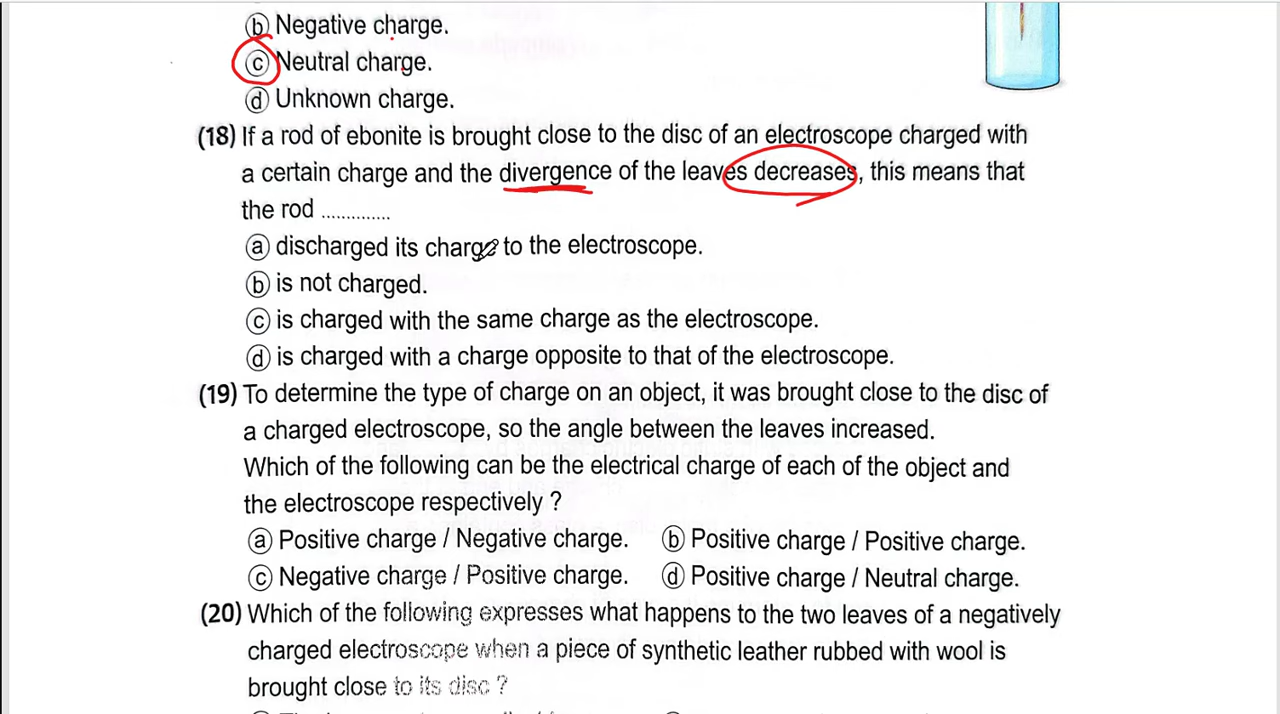 ⓑ Negative charge.
ⓒ Neutral charge.
ⓓ Unknown charge.
(18) If a rod of ebonite is brought close to the disc of an electroscope charged with
a certain charge and the divergence of the leaves decreases, this means that
the rod ..............
ⓐ discharged its charge to the electroscope.
ⓑ is not charged.
ⓒ is charged with the same charge as the electroscope.
ⓓ is charged with a charge opposite to that of the electroscope.
(19) To determine the type of charge on an object, it was brought close to the disc of
a charged electroscope, so the angle between the leaves increased.
Which of the following can be the electrical charge of each of the object and
the electroscope respectively ?
ⓐ Positive charge / Negative charge. ⓑ Positive charge / Positive charge.
ⓒ Negative charge / Positive charge. ⓓ Positive charge / Neutral charge.
(20) Which of the following expresses what happens to the two leaves of a negatively
charged electroscope when a piece of synthetic leather rubbed with wool is
brought close to its disc ?